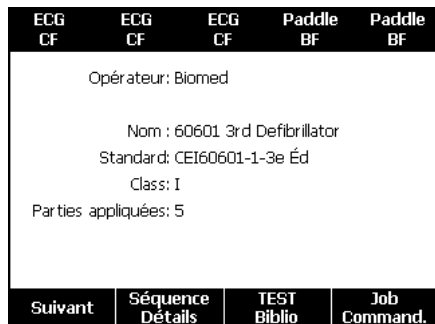 ECG ECG ECG Paddle Paddle
CF CF CF BF BF
Opérateur: Biomed
Nom : 60601 3rd Defibrillator
Standard: CEI60601-1-3e Éd
Class: I
Parties appliquées: 5
Suivant Séquence TEST Job
Détails Biblio Command.